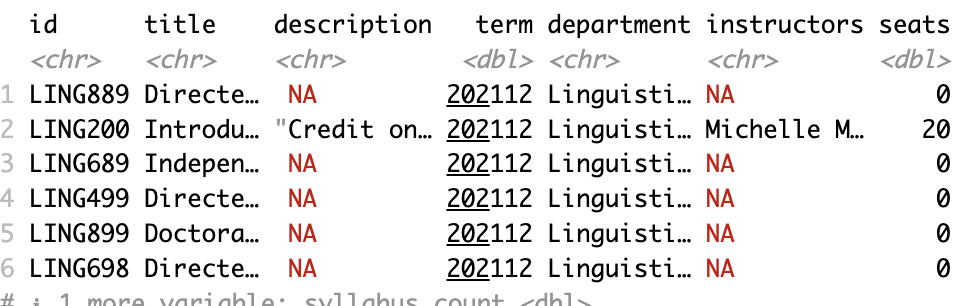 id title description term department instructors seats
<chr> <chr> <chr> <dbl> <chr> <chr> <dbl>
1 LING889 Directe… NA 202112 Linguisti… NA 0
2 LING200 Introdu… "Credit on… 202112 Linguisti… Michelle M… 20
3 LING689 Indepen… NA 202112 Linguisti… NA 0
4 LING499 Directe… NA 202112 Linguisti… NA 0
5 LING899 Doctora… NA 202112 Linguisti… NA 0
6 LING698 Directe… NA 202112 Linguisti… NA 0
# ℹ 1 more variable: syllabus_count <dbl>